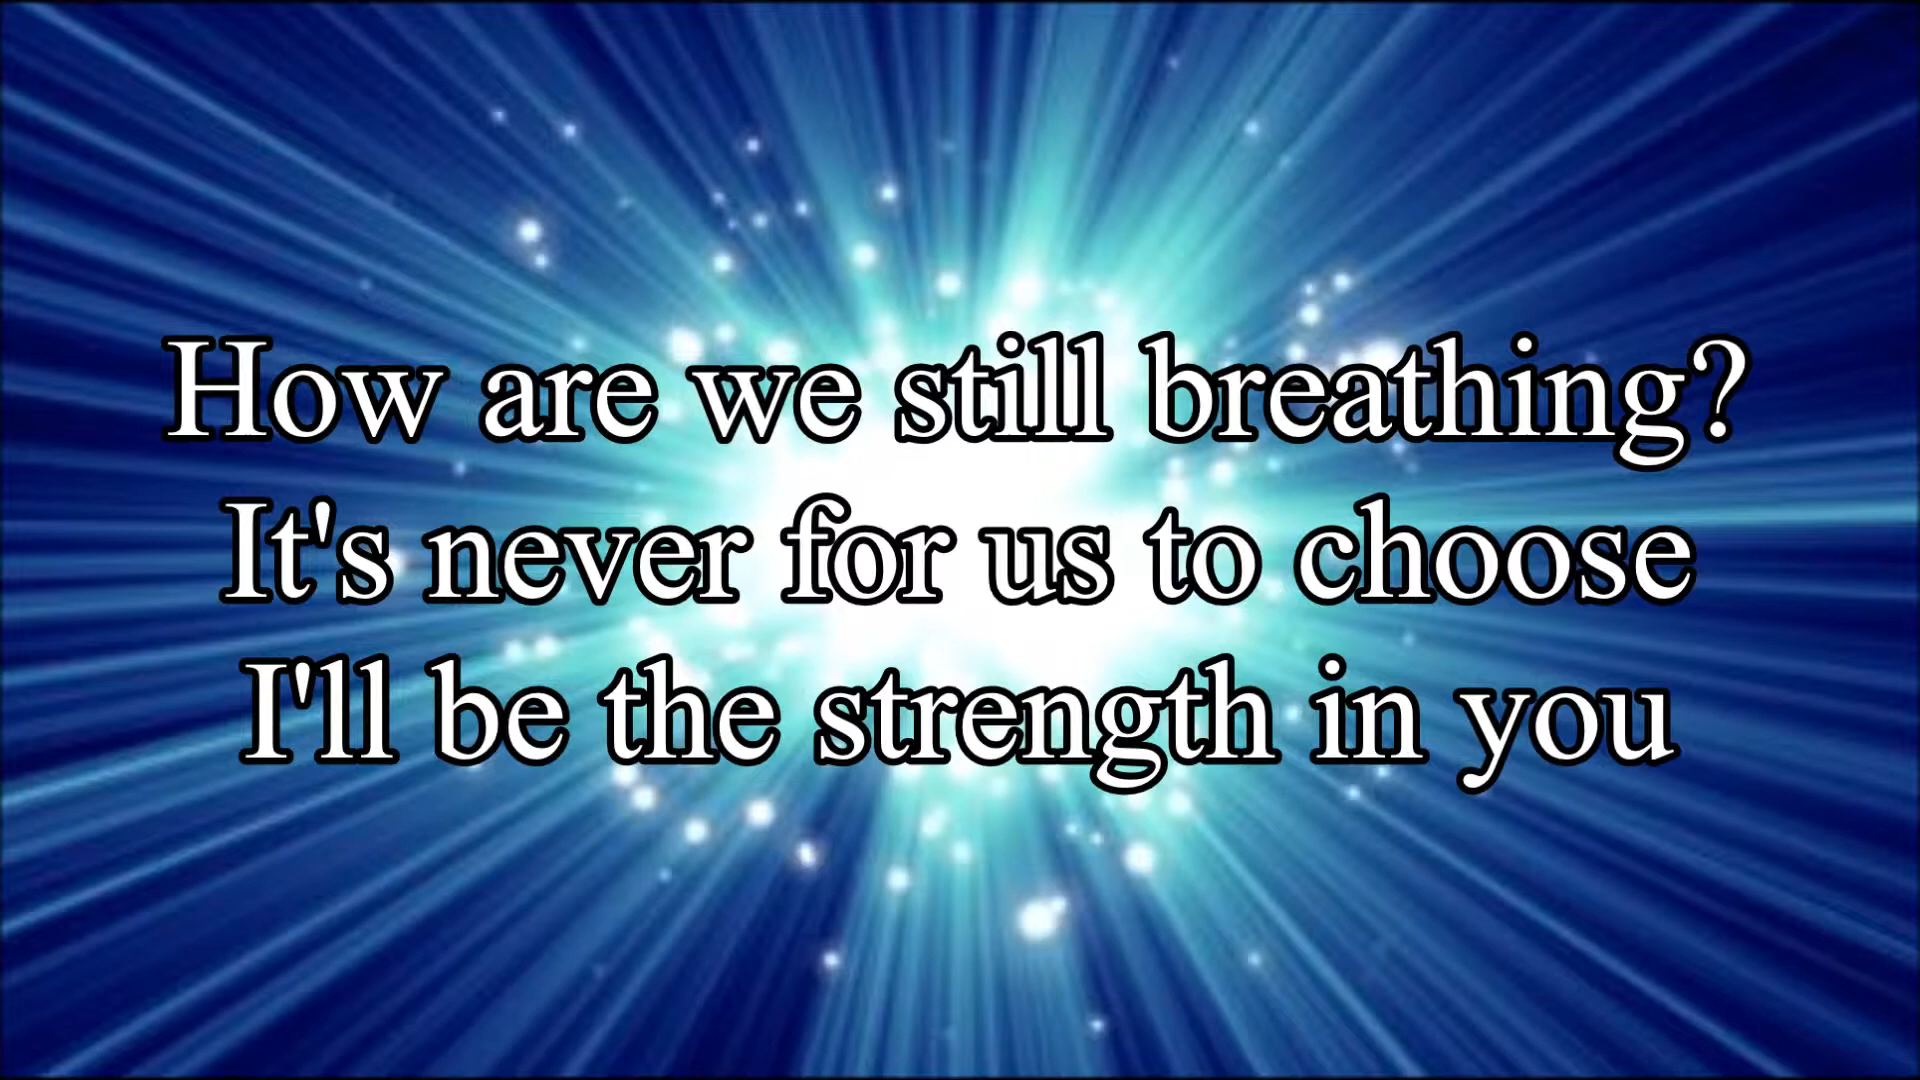 How are we still breathing?
It's never for us to choose
I'll be the strength in you